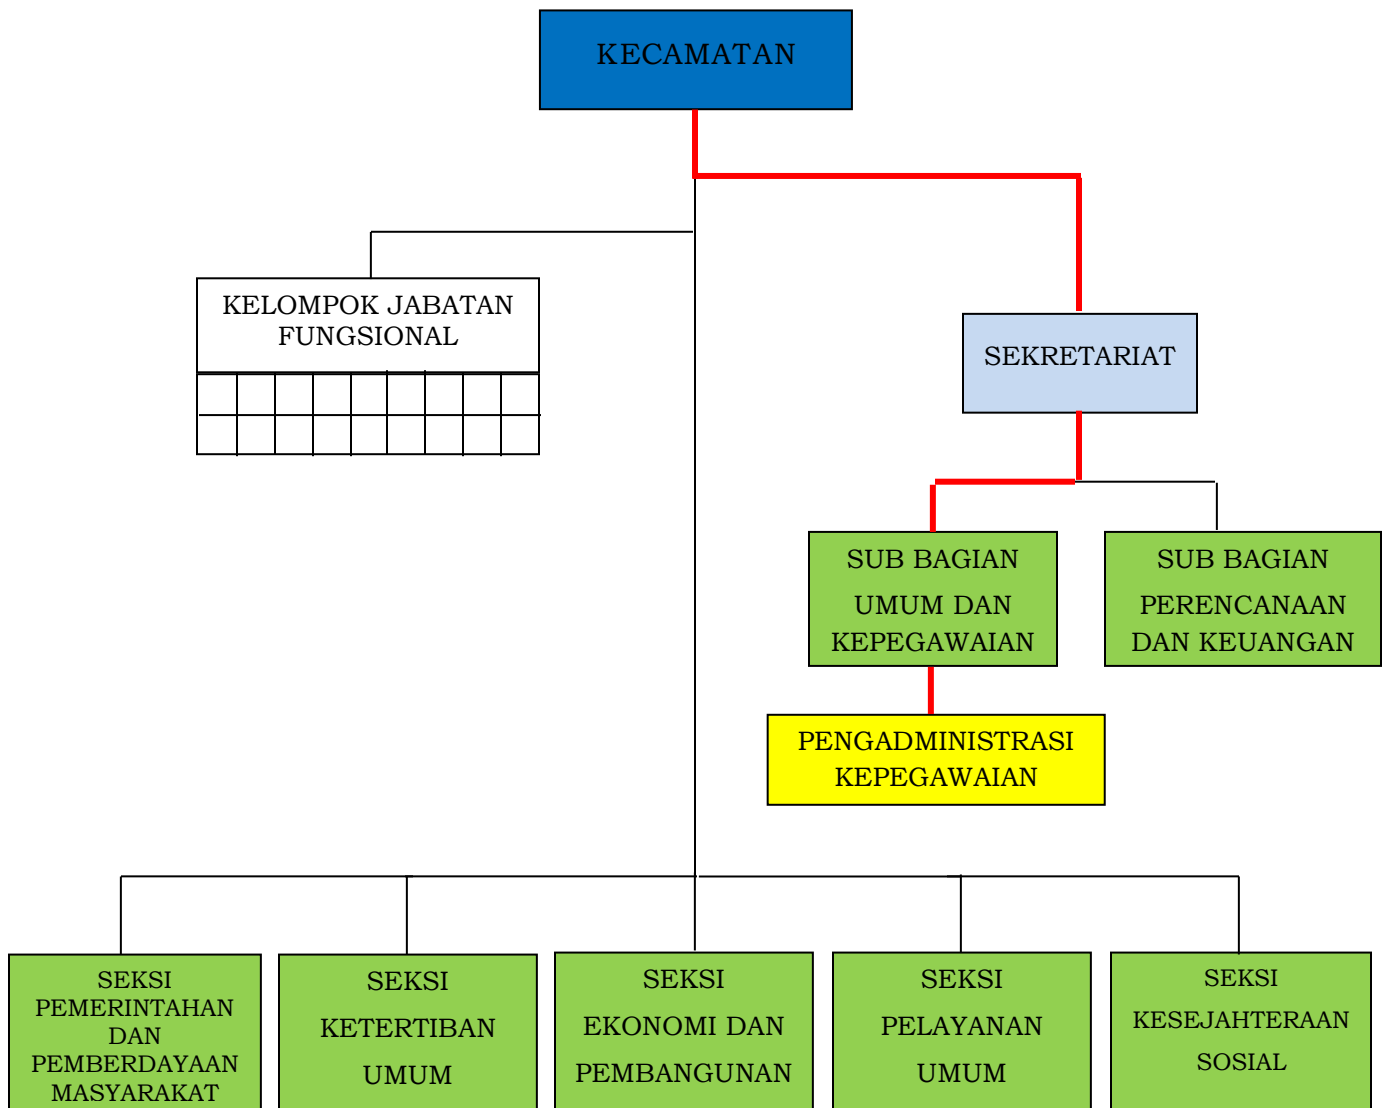 KECAMATAN
KELOMPOK JABATAN
FUNGSIONAL
SEKRETARIAT
SUB BAGIAN
UMUM DAN
KEPEGAWAIAN
SUB BAGIAN
PERENCANAAN
DAN KEUANGAN
PENGADMINISTRASI
KEPEGAWAIAN
SEKSI
PEMERINTAHAN
DAN
PEMBERDAYAAN
MASYARAKAT
SEKSI
KETERTIBAN
UMUM
SEKSI
EKONOMI DAN
PEMBANGUNAN
SEKSI
PELAYANAN
UMUM
SEKSI
KESEJAHTERAAN
SOSIAL